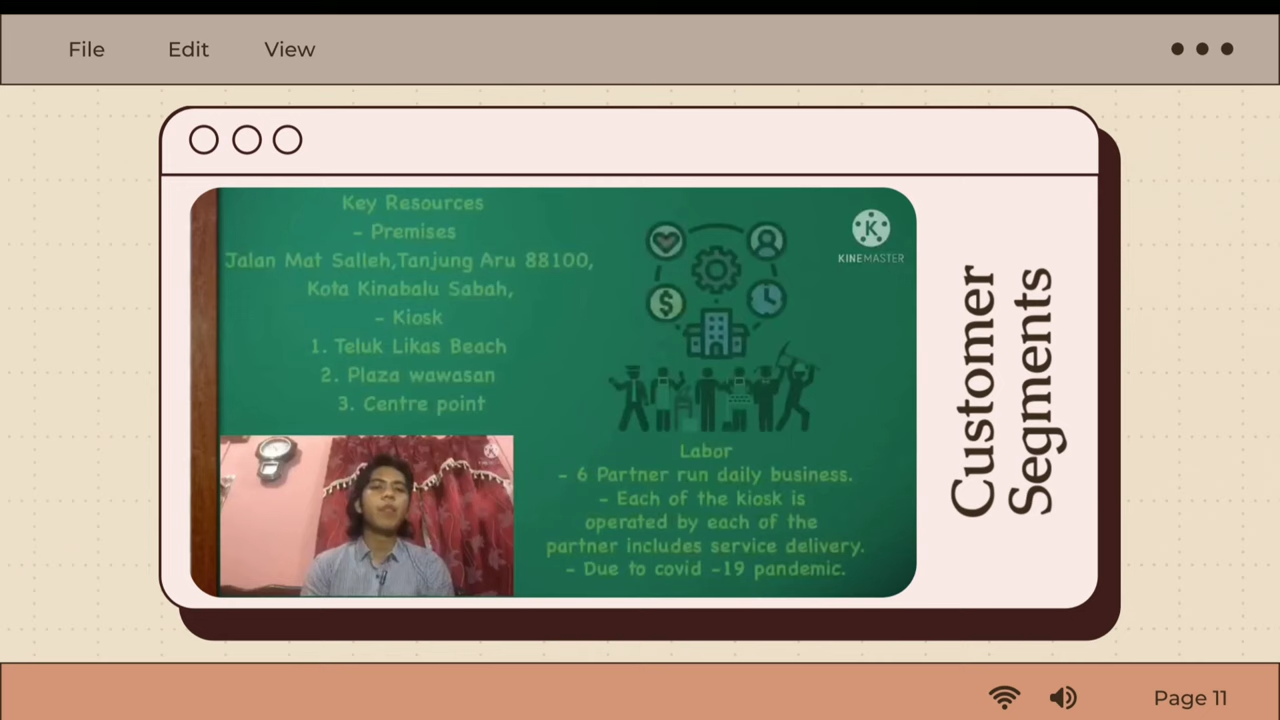 File Edit View
Key Resources
- Premises
Jalan Mat Salleh,Tanjung Aru 88100,
Kota Kinabalu Sabah,
- Kiosk
1. Teluk Likas Beach
2. Plaza wawasan
3. Centre point
K
KINEMASTER
Labor
- 6 Partner run daily business.
- Each of the kiosk is
operated by each of the
partner includes service delivery.
- Due to covid -19 pandemic.
Customer
Segments
Page 11